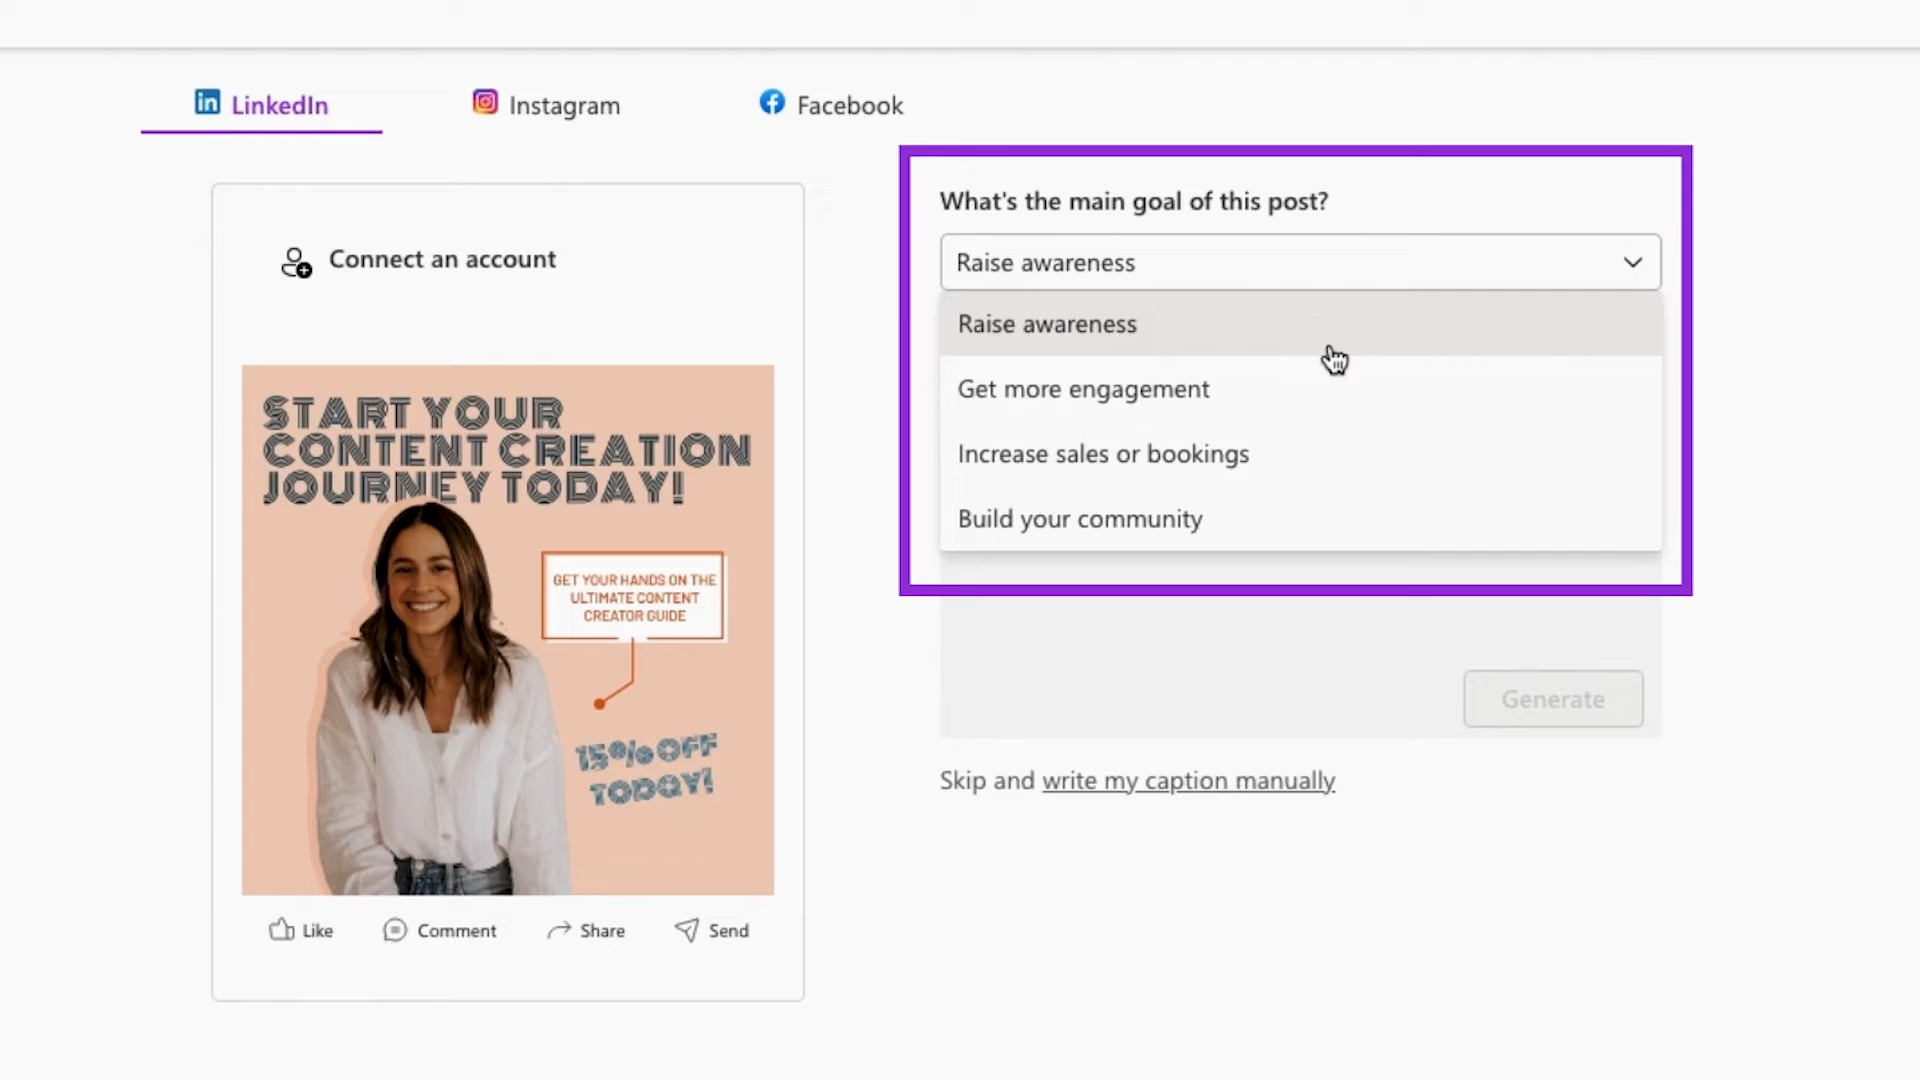 LinkedIn
Instagram
Facebook
Connect an account
START YOUR
CONTENT CREATION
JOURNEY TODAY!
GET YOUR HANDS ON THE
ULTIMATE CONTENT
CREATOR GUIDE
15% OFF
TODAY!
Like
Comment
Share
Send
What's the main goal of this post?
Raise awareness
Raise awareness
Get more engagement
Increase sales or bookings
Build your community
Generate
Skip and write my caption manually